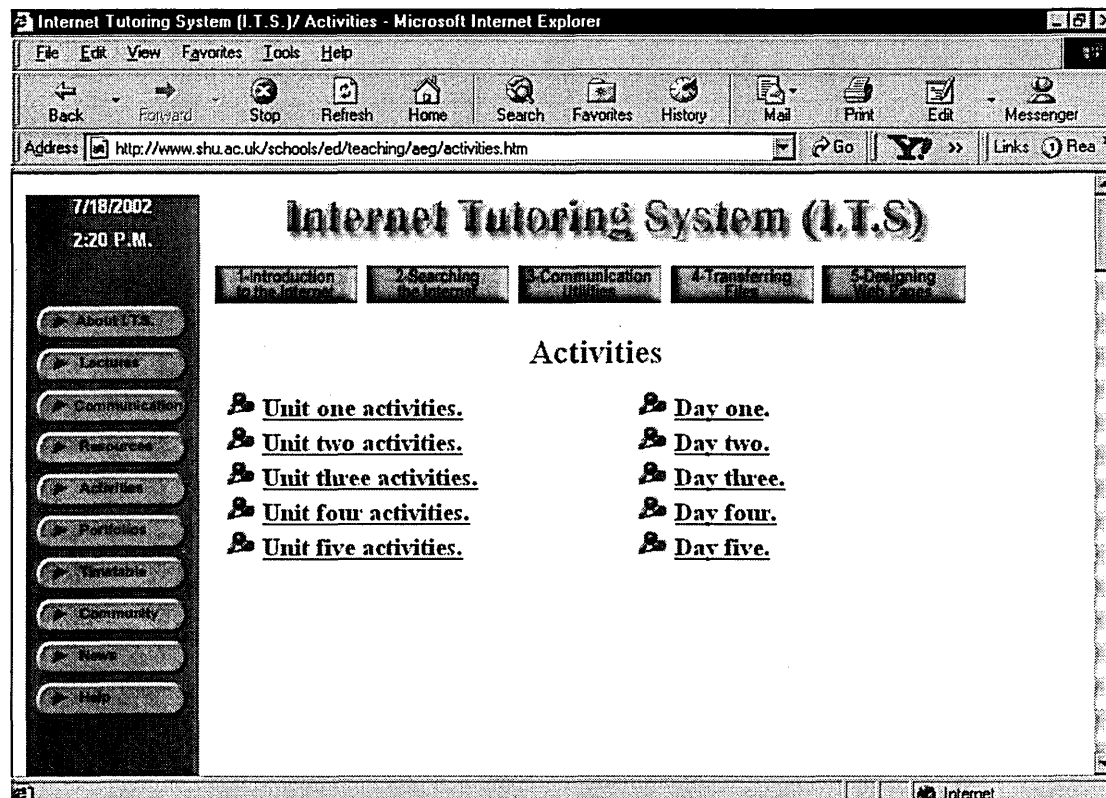 Internet Tutoring System (I.T.S.)/ Activities - Microsoft Internet Explorer
File Edit View Favorites Tools Help
Back Forward Stop Refresh Home Search Favorites History Mail Print Edit Messenger
Address http://www.shu.ac.uk/schools/ed/teaching/aeg/activities.htm Go Y! >> Links Rea
7/18/2002
2:20 P.M.
Internet Tutoring System (I.T.S)
1-Introduction to the Internet
2-Searching the Internet
3-Communication Utilities
4-Transferring Files
5-Designing Web Pages
About I.T.S.
Lectures
Communication
Resources
Activities
Portfolios
Timetable
Community
News
Help
Activities
Unit one activities.
Unit two activities.
Unit three activities.
Unit four activities.
Unit five activities.
Day one.
Day two.
Day three.
Day four.
Day five.
Internet